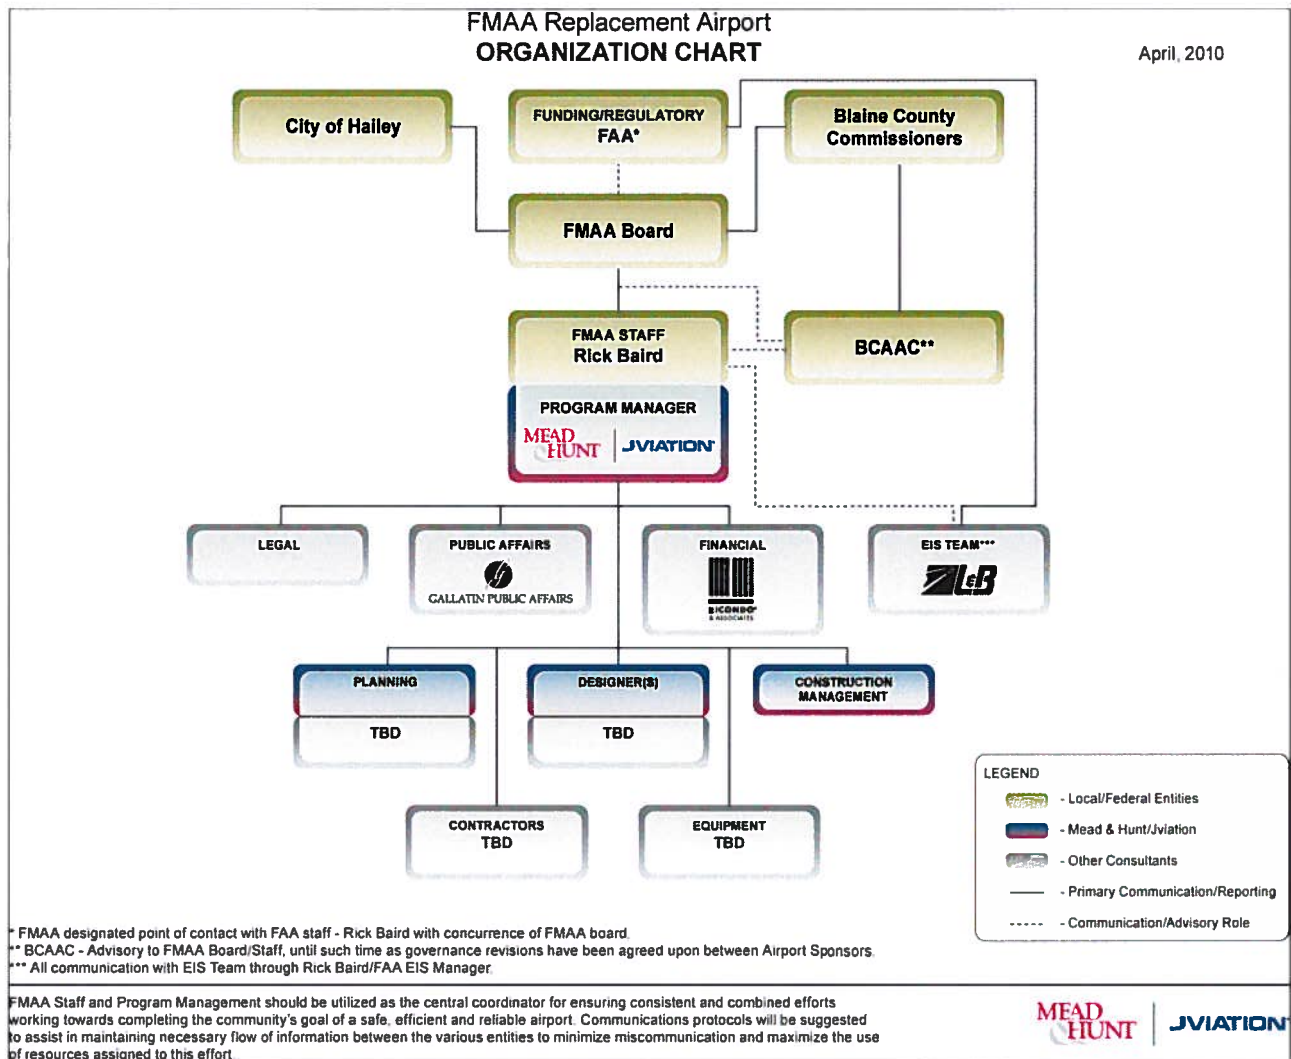 FMAA Replacement Airport
ORGANIZATION CHART
April, 2010
City of Hailey
FUNDING/REGULATORY
FAA*
Blaine County
Commissioners
FMAA Board
FMAA STAFF
Rick Baird
BCAAC**
PROGRAM MANAGER
MEAD
& HUNT
JVIATION
LEGAL
PUBLIC AFFAIRS
GALLATIN PUBLIC AFFAIRS
FINANCIAL
RICONDO
& ASSOCIATES
EIS TEAM***
L&B
PLANNING
TBD
DESIGNER(S)
TBD
CONSTRUCTION
MANAGEMENT
CONTRACTORS
TBD
EQUIPMENT
TBD
LEGEND
- Local/Federal Entities
- Mead & Hunt/Jviation
- Other Consultants
- Primary Communication/Reporting
- Communication/Advisory Role
* FMAA designated point of contact with FAA staff - Rick Baird with concurrence of FMAA board.
** BCAAC - Advisory to FMAA Board/Staff, until such time as governance revisions have been agreed upon between Airport Sponsors.
*** All communication with EIS Team through Rick Baird/FAA EIS Manager.
FMAA Staff and Program Management should be utilized as the central coordinator for ensuring consistent and combined efforts
working towards completing the community's goal of a safe, efficient and reliable airport. Communications protocols will be suggested
to assist in maintaining necessary flow of information between the various entities to minimize miscommunication and maximize the use
of resources assigned to this effort.
MEAD
& HUNT
JVIATION